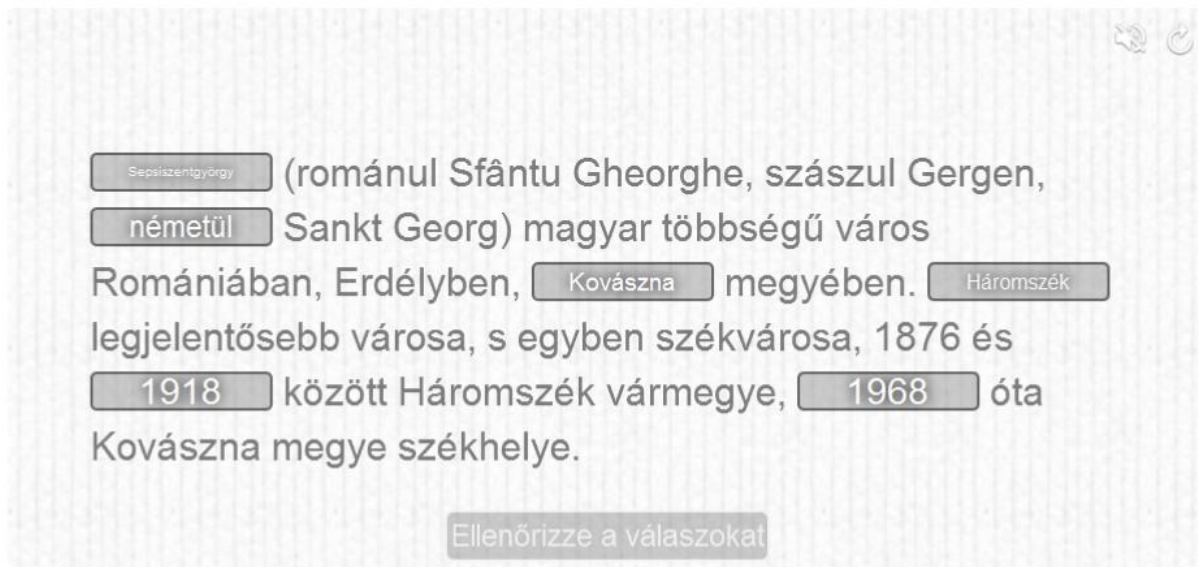 Sepsiszentgyörgy (románul Sfântu Gheorghe, szászul Gergen,
németül Sankt Georg) magyar többségű város
Romániában, Erdélyben, Kovászna megyében. Háromszék
legjelentősebb városa, s egyben székvárosa, 1876 és
1918 között Háromszék vármegye, 1968 óta
Kovászna megye székhelye.
Ellenőrizze a válaszokat